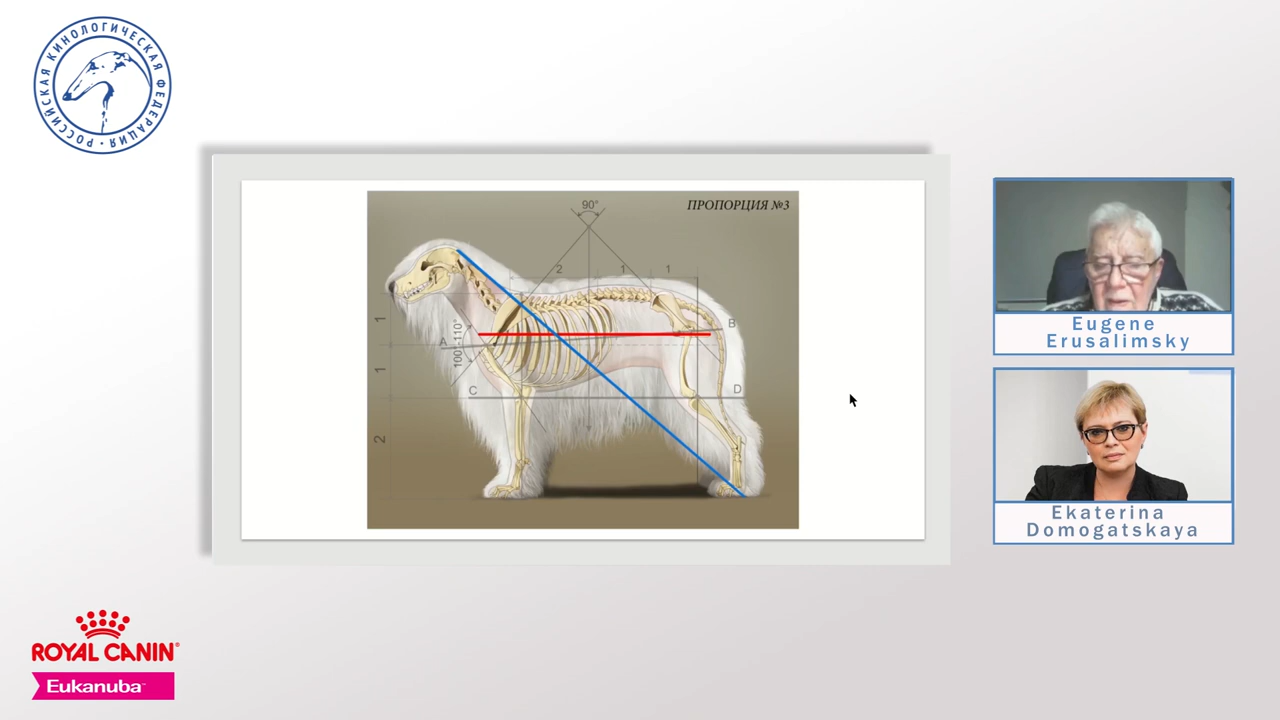 РОССИЙСКАЯ КИНОЛОГИЧЕСКАЯ ФЕДЕРАЦИЯ
90°
ПРОПОРЦИЯ №3
2
1
1
1
110°
100°
A
B
1
C
D
2
Eugene
Erusalimsky
Ekaterina
Domogatskaya
ROYAL CANIN
Eukanuba